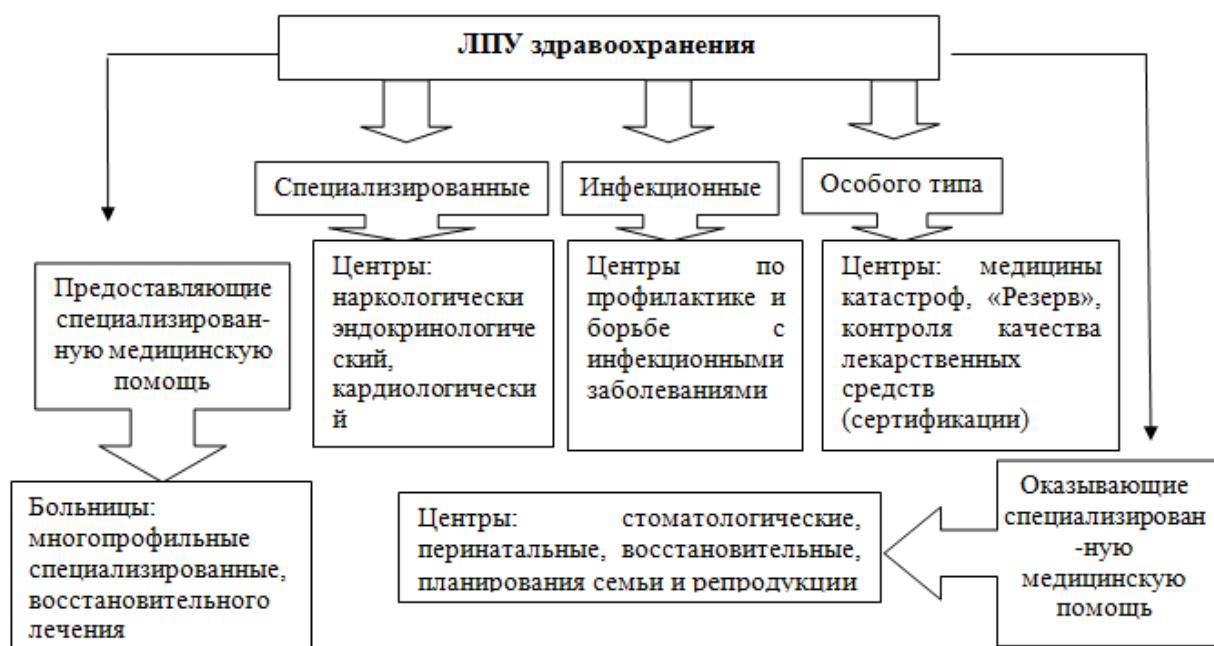 ЛПУ здравоохранения
Специализированные
Инфекционные
Особого типа
Предоставляющие
специализирован-
ную медицинскую
помощь
Центры:
наркологически
эндокринологиче
ский,
кардиологически
й
Центры по
профилактике и
борьбе с
инфекционными
заболеваниями
Центры: медицины
катастроф, «Резерв»,
контроля качества
лекарственных
средств
(сертификации)
Больницы:
многопрофильные
специализированные,
восстановительного
лечения
Центры: стоматологические,
перинатальные, восстановительные,
планирования семьи и репродукции
Оказывающие
специализирован
-ную
медицинскую
помощь